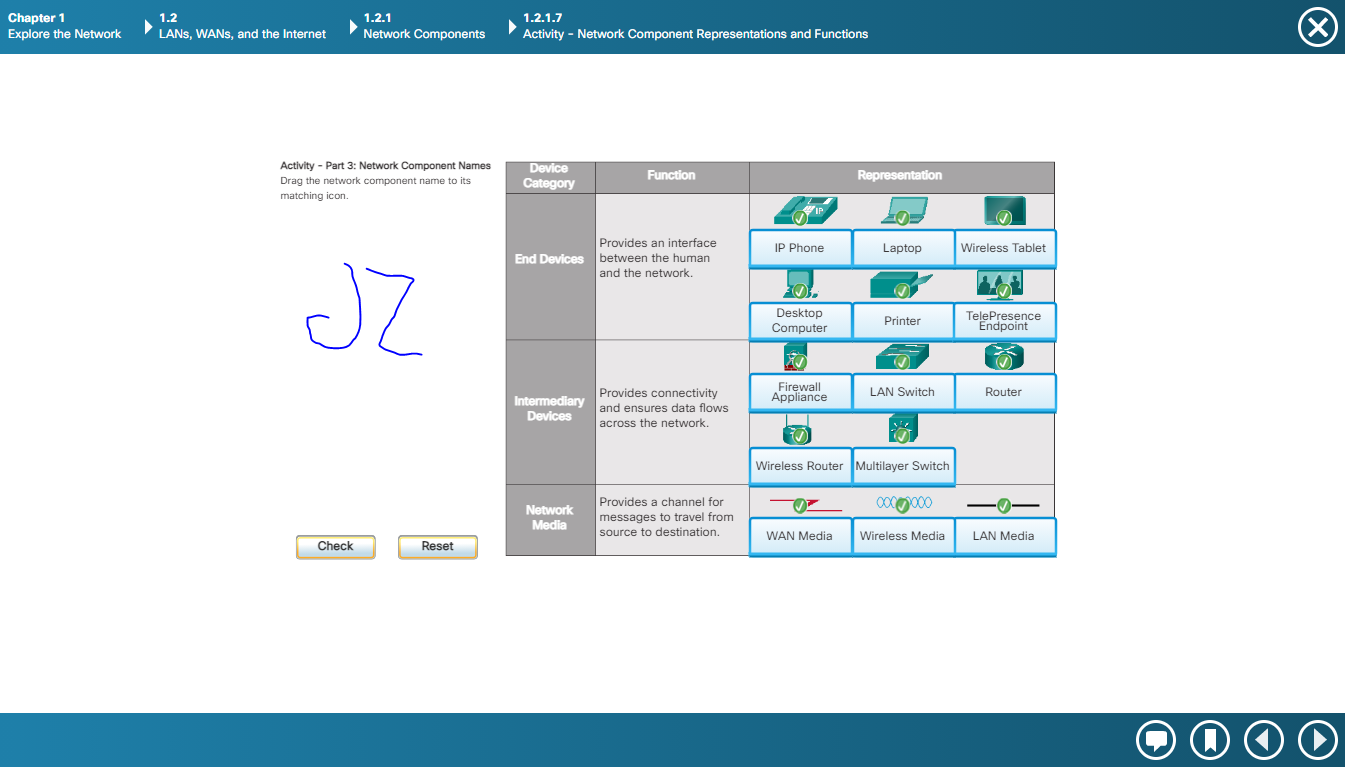 Chapter 1
Explore the Network
1.2
LANs, WANs, and the Internet
1.2.1
Network Components
1.2.1.7
Activity - Network Component Representations and Functions
Activity - Part 3: Network Component Names
Drag the network component name to its
matching icon.
JZ
Check
Reset
Device
Category
Function
Representation
End Devices
Provides an interface
between the human
and the network.
IP
IP Phone
Laptop
Wireless Tablet
Desktop
Computer
Printer
TelePresence
Endpoint
Intermediary
Devices
Provides connectivity
and ensures data flows
across the network.
Firewall
Appliance
LAN Switch
Router
Wireless Router
Multilayer Switch
Network
Media
Provides a channel for
messages to travel from
source to destination.
WAN Media
Wireless Media
LAN Media